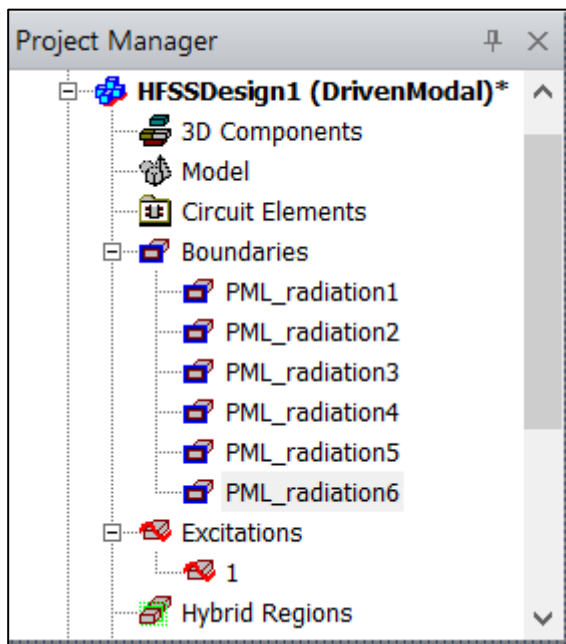 Project Manager
HFSSDesign1 (DrivenModal)*
3D Components
Model
Circuit Elements
Boundaries
PML_radiation1
PML_radiation2
PML_radiation3
PML_radiation4
PML_radiation5
PML_radiation6
Excitations
1
Hybrid Regions